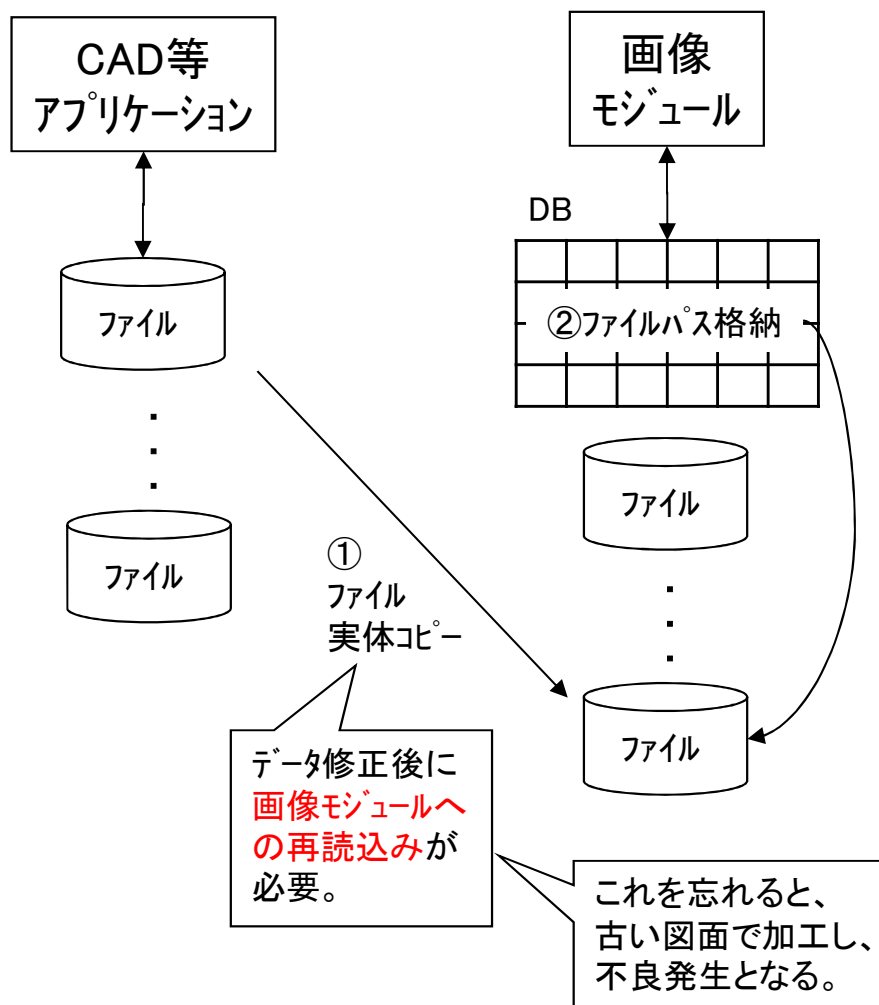 CAD等
アプリケーション
画像
モジュール
DB
ファイル
②ファイルパス格納
ファイル
ファイル
①
ファイル
実体コピー
ファイル
データ修正後に
画像モジュールへ
の再読込みが
必要。
これを忘れると、
古い図面で加工し、
不良発生となる。